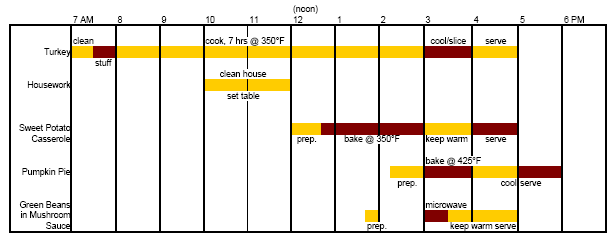 (noon)
7 AM 8 9 10 11 12 1 2 3 4 5 6 PM
clean cook, 7 hrs @ 350°F cool/slice serve
Turkey
stuff
clean house
Housework
set table
Sweet Potato
Casserole prep. bake @ 350°F keep warm serve
bake @ 425°F
Pumpkin Pie
prep. cool serve
Green Beans microwave
in Mushroom
Sauce prep. keep warm serve